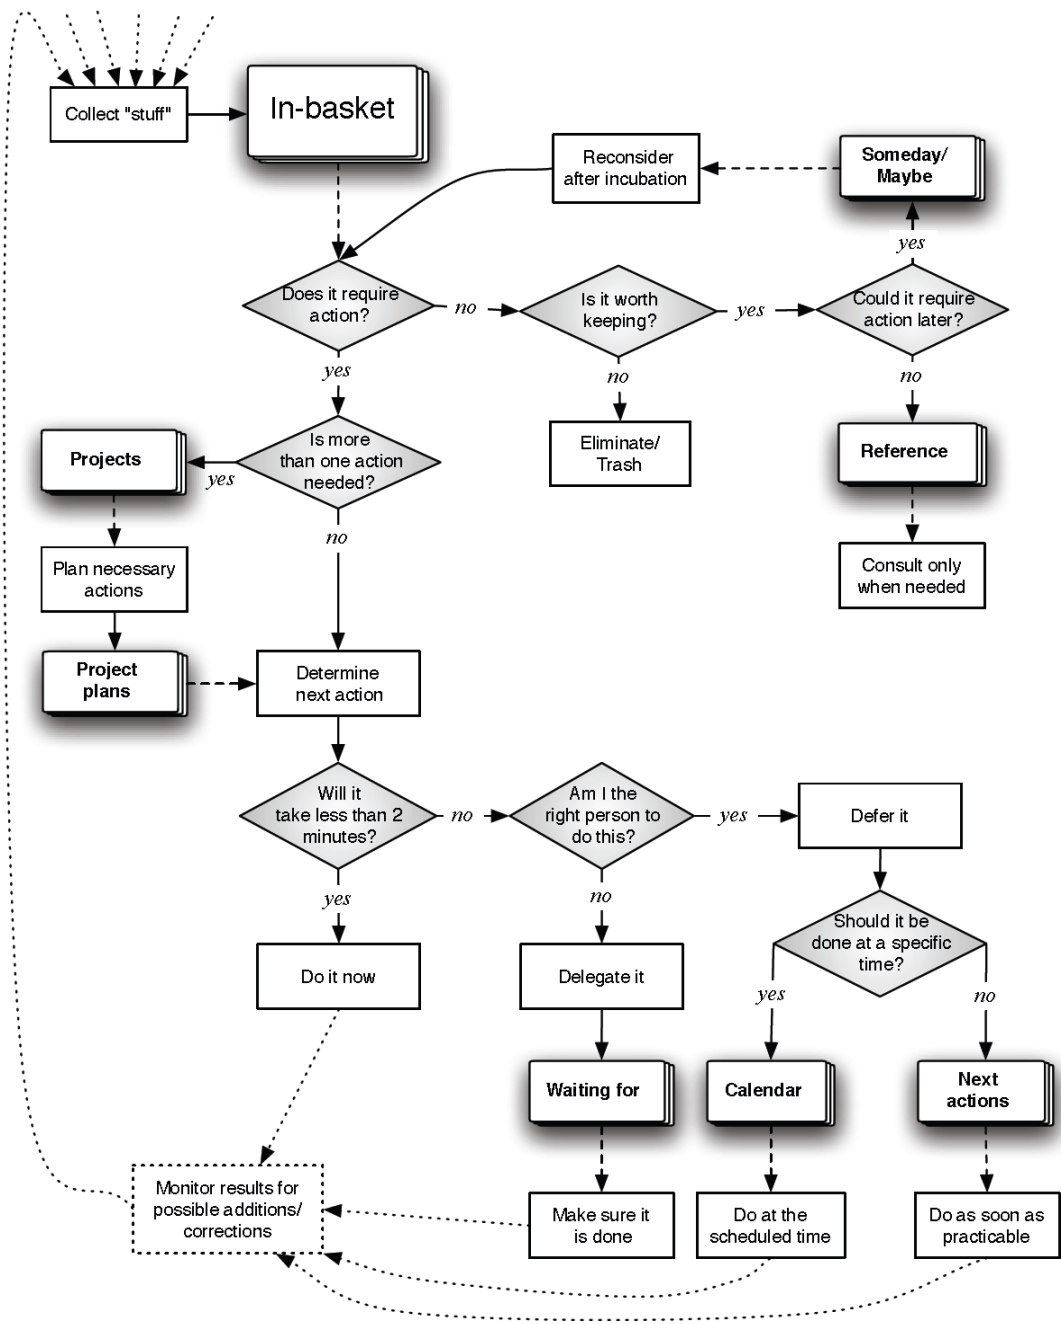 Collect "stuff"
In-basket
Reconsider
after incubation
Someday/
Maybe
yes
Does it require
action?
no
Is it worth
keeping?
yes
Could it require
action later?
yes
no
no
Is more
than one action
needed?
yes
Projects
Eliminate/
Trash
Reference
no
Plan necessary
actions
Consult only
when needed
Project
plans
Determine
next action
Will it
take less than 2
minutes?
no
Am I the
right person to
do this?
yes
Defer it
yes
no
Should it be
done at a specific
time?
Do it now
Delegate it
yes
no
Waiting for
Calendar
Next
actions
Monitor results for
possible additions/
corrections
Make sure it
is done
Do at the
scheduled time
Do as soon as
practicable